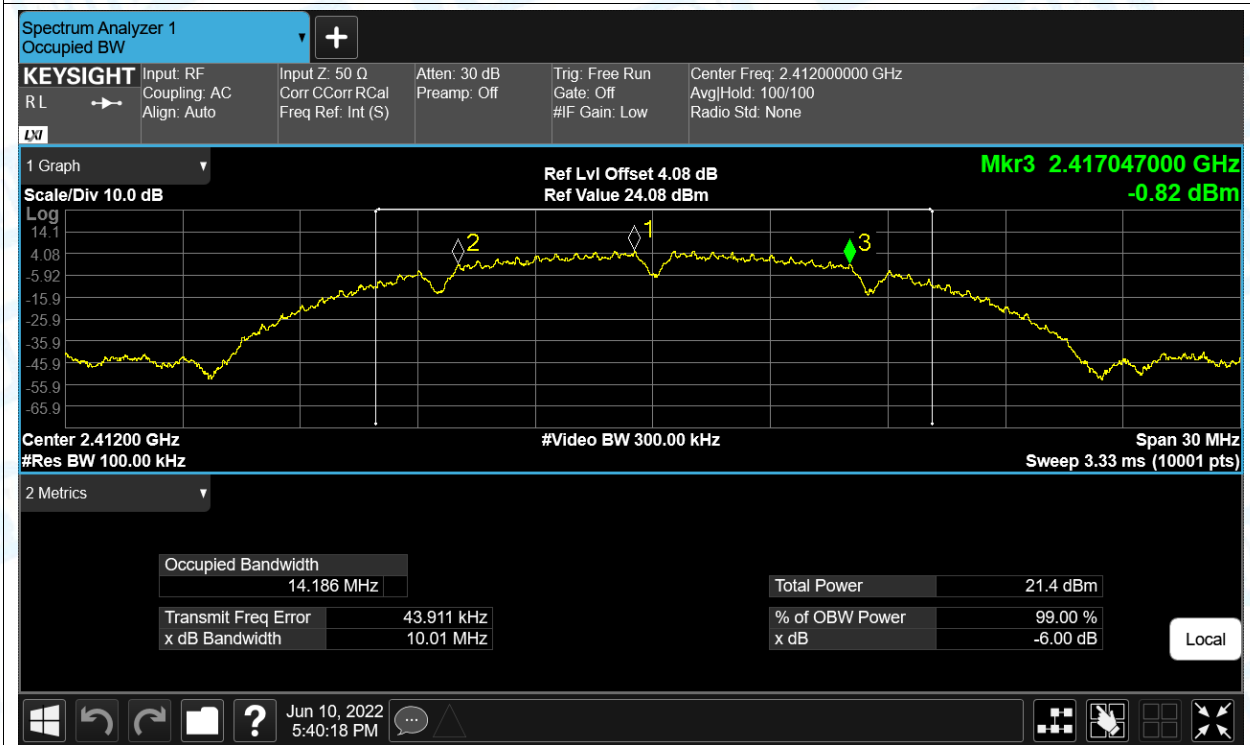 Spectrum Analyzer 1
Occupied BW
KEYSIGHT
R L
LXI
Input: RF
Coupling: AC
Align: Auto
Input Z: 50 Ω
Corr CCorr RCal
Freq Ref: Int (S)
Atten: 30 dB
Preamp: Off
Trig: Free Run
Gate: Off
#IF Gain: Low
Center Freq: 2.412000000 GHz
Avg|Hold: 100/100
Radio Std: None
1 Graph
Scale/Div 10.0 dB
Ref Lvl Offset 4.08 dB
Ref Value 24.08 dBm
Mkr3 2.417047000 GHz
-0.82 dBm
Log
14.1
4.08
-5.92
-15.9
-25.9
-35.9
-45.9
-55.9
-65.9
2
1
3
Center 2.41200 GHz
#Video BW 300.00 kHz
Span 30 MHz
#Res BW 100.00 kHz
Sweep 3.33 ms (10001 pts)
2 Metrics
Occupied Bandwidth
14.186 MHz
Total Power 21.4 dBm
Transmit Freq Error 43.911 kHz
% of OBW Power 99.00 %
x dB Bandwidth 10.01 MHz
x dB -6.00 dB
Local
?
Jun 10, 2022
5:40:18 PM